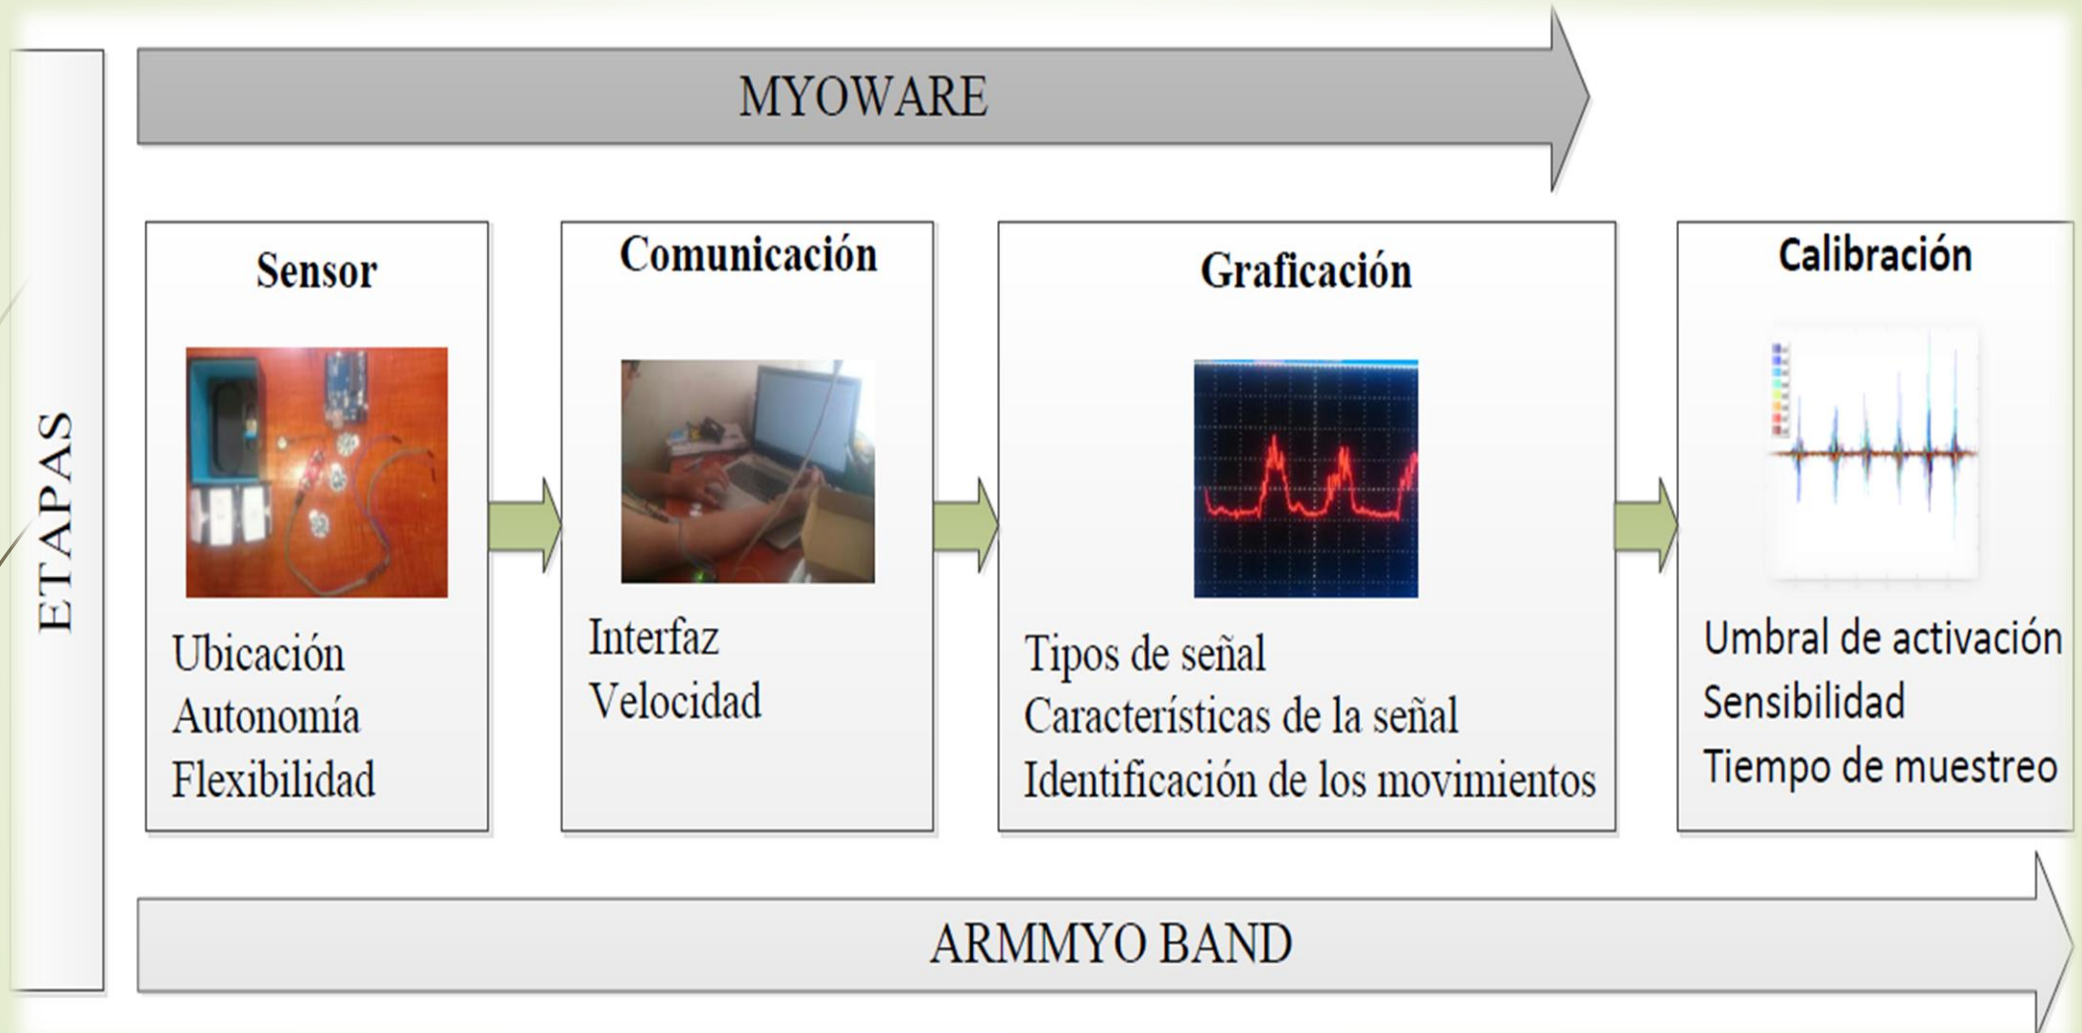 ETAPAS
MYOWARE
Sensor
Ubicación
Autonomía
Flexibilidad
Comunicación
Interfaz
Velocidad
Graficación
Tipos de señal
Características de la señal
Identificación de los movimientos
Calibración
Umbral de activación
Sensibilidad
Tiempo de muestreo
ARMMYO BAND